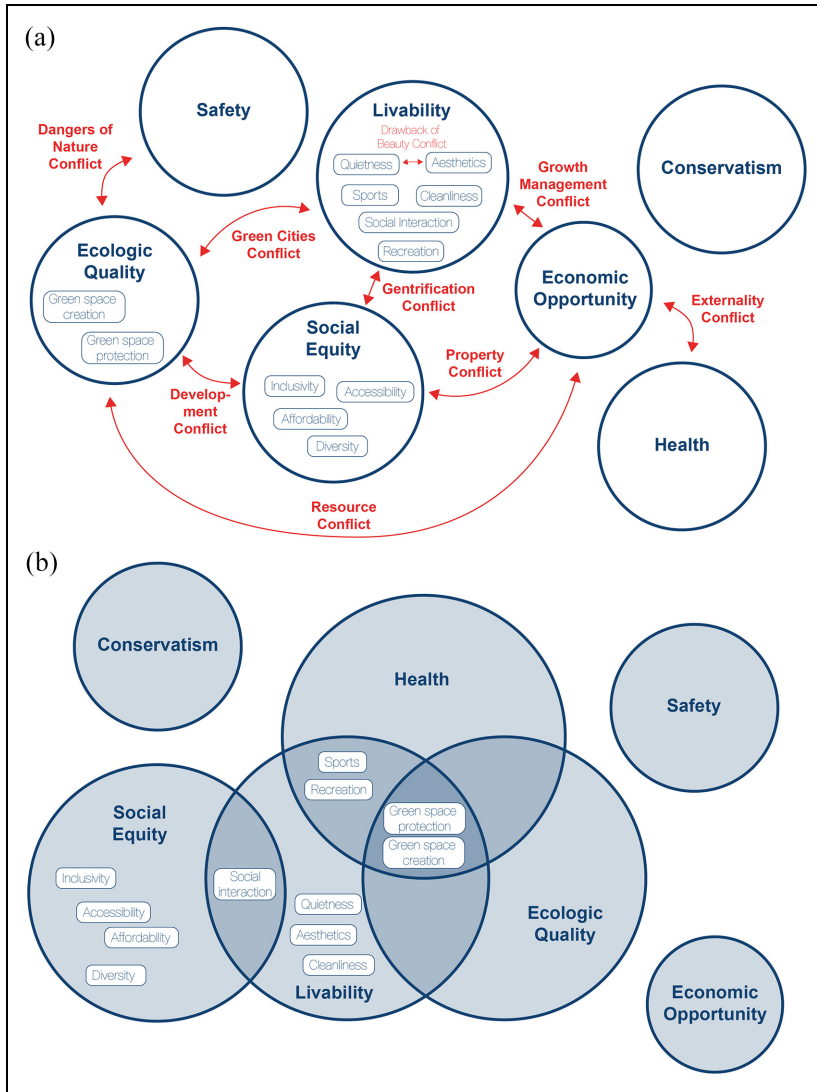 (a)
Safety
Livability
Drawback of
Beauty Conflict
Quietness
Aesthetics
Sports
Cleanliness
Social Interaction
Recreation
Conservatism
Dangers of
Nature
Conflict
Growth
Management
Conflict
Green Cities
Conflict
Ecologic
Quality
Green space
creation
Green space
protection
Economic
Opportunity
Gentrification
Conflict
Externality
Conflict
Social
Equity
Inclusivity
Accessibility
Affordability
Diversity
Property
Conflict
Develop-
ment
Conflict
Health
Resource
Conflict
(b)
Conservatism
Health
Safety
Sports
Recreation
Green space
protection
Green space
creation
Social
Equity
Inclusivity
Accessibility
Affordability
Diversity
Social
interaction
Quietness
Aesthetics
Cleanliness
Livability
Ecologic
Quality
Economic
Opportunity